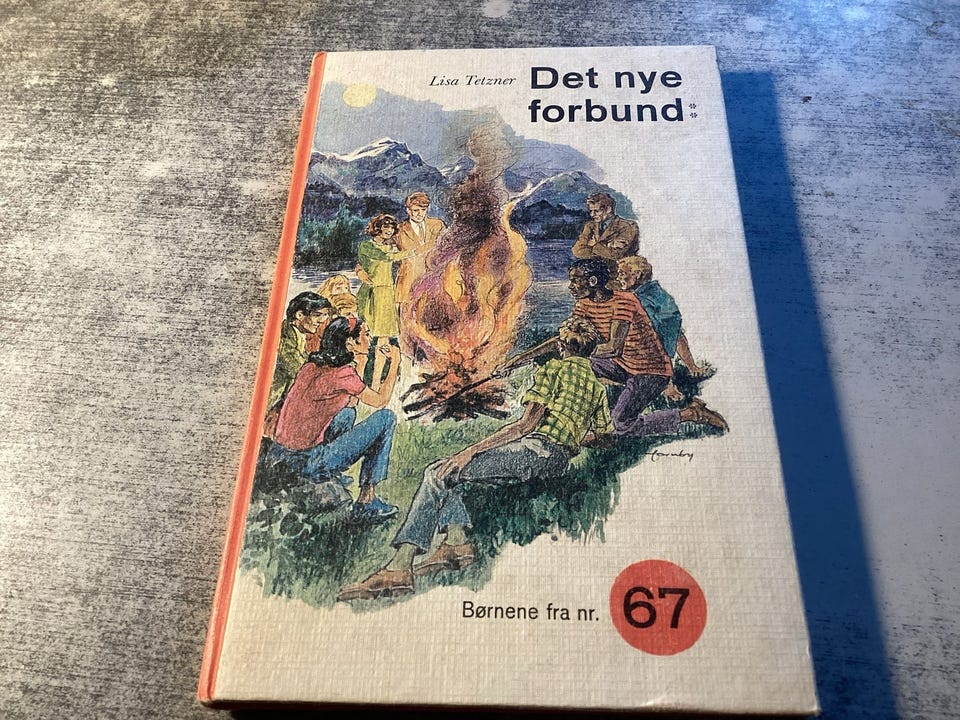 Lisa Tetzner
Det nye
forbund
Børnene fra nr.
67